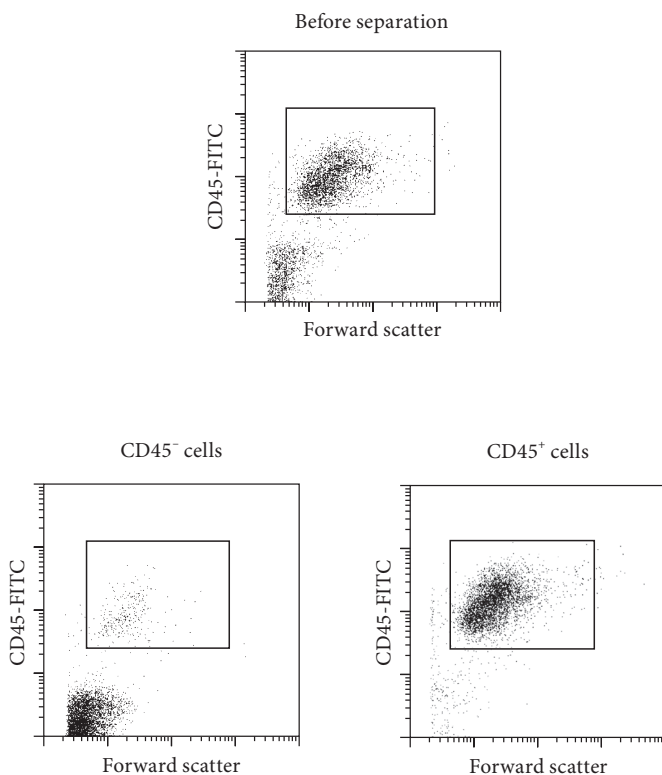 Before separation
CD45-FITC
Forward scatter
CD45⁻ cells
CD45⁺ cells
CD45-FITC
CD45-FITC
Forward scatter
Forward scatter